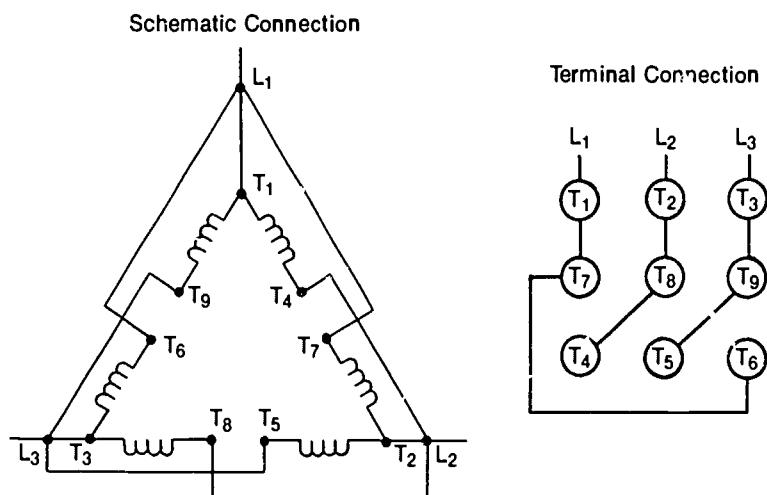 Schematic Connection
L1
T1
T9
T4
T6
T7
T8
T5
L3
T3
T2
L2
Terminal Connection
L1 L2 L3
T1 T2 T3
T7 T8 T9
T4 T5 T6